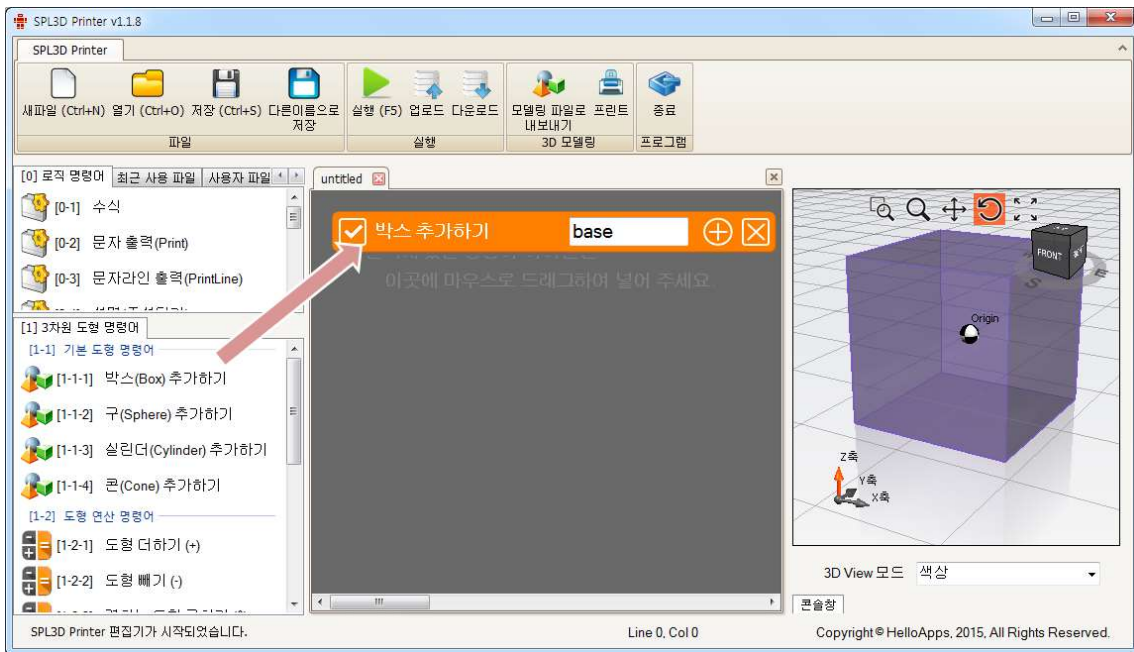 SPL3D Printer v1.1.8
SPL3D Printer
새파일 (Ctrl+N) 열기 (Ctrl+O) 저장 (Ctrl+S) 다른이름으로 저장
실행 (F5) 업로드 다운로드
모델링 파일로 내보내기 프린트
종료
파일 실행 3D 모델링 프로그램
[0] 로직 명령어 최근 사용 파일 사용자 파일
[0-1] 수식
[0-2] 문자 출력(Print)
[0-3] 문자라인 출력(PrintLine)
[1] 3차원 도형 명령어
[1-1] 기본 도형 명령어
[1-1-1] 박스(Box) 추가하기
[1-1-2] 구(Sphere) 추가하기
[1-1-3] 실린더(Cylinder) 추가하기
[1-1-4] 콘(Cone) 추가하기
[1-2] 도형 연산 명령어
[1-2-1] 도형 더하기 (+)
[1-2-2] 도형 빼기 (-)
untitled
박스 추가하기 base
이곳에 마우스로 드래그하여 넣어 주세요
FRONT
S
E
Origin
Z축
Y축
X축
3D View 모드 색상
콘솔창
SPL3D Printer 편집기가 시작되었습니다.
Line 0, Col 0
Copyright © HelloApps, 2015, All Rights Reserved.